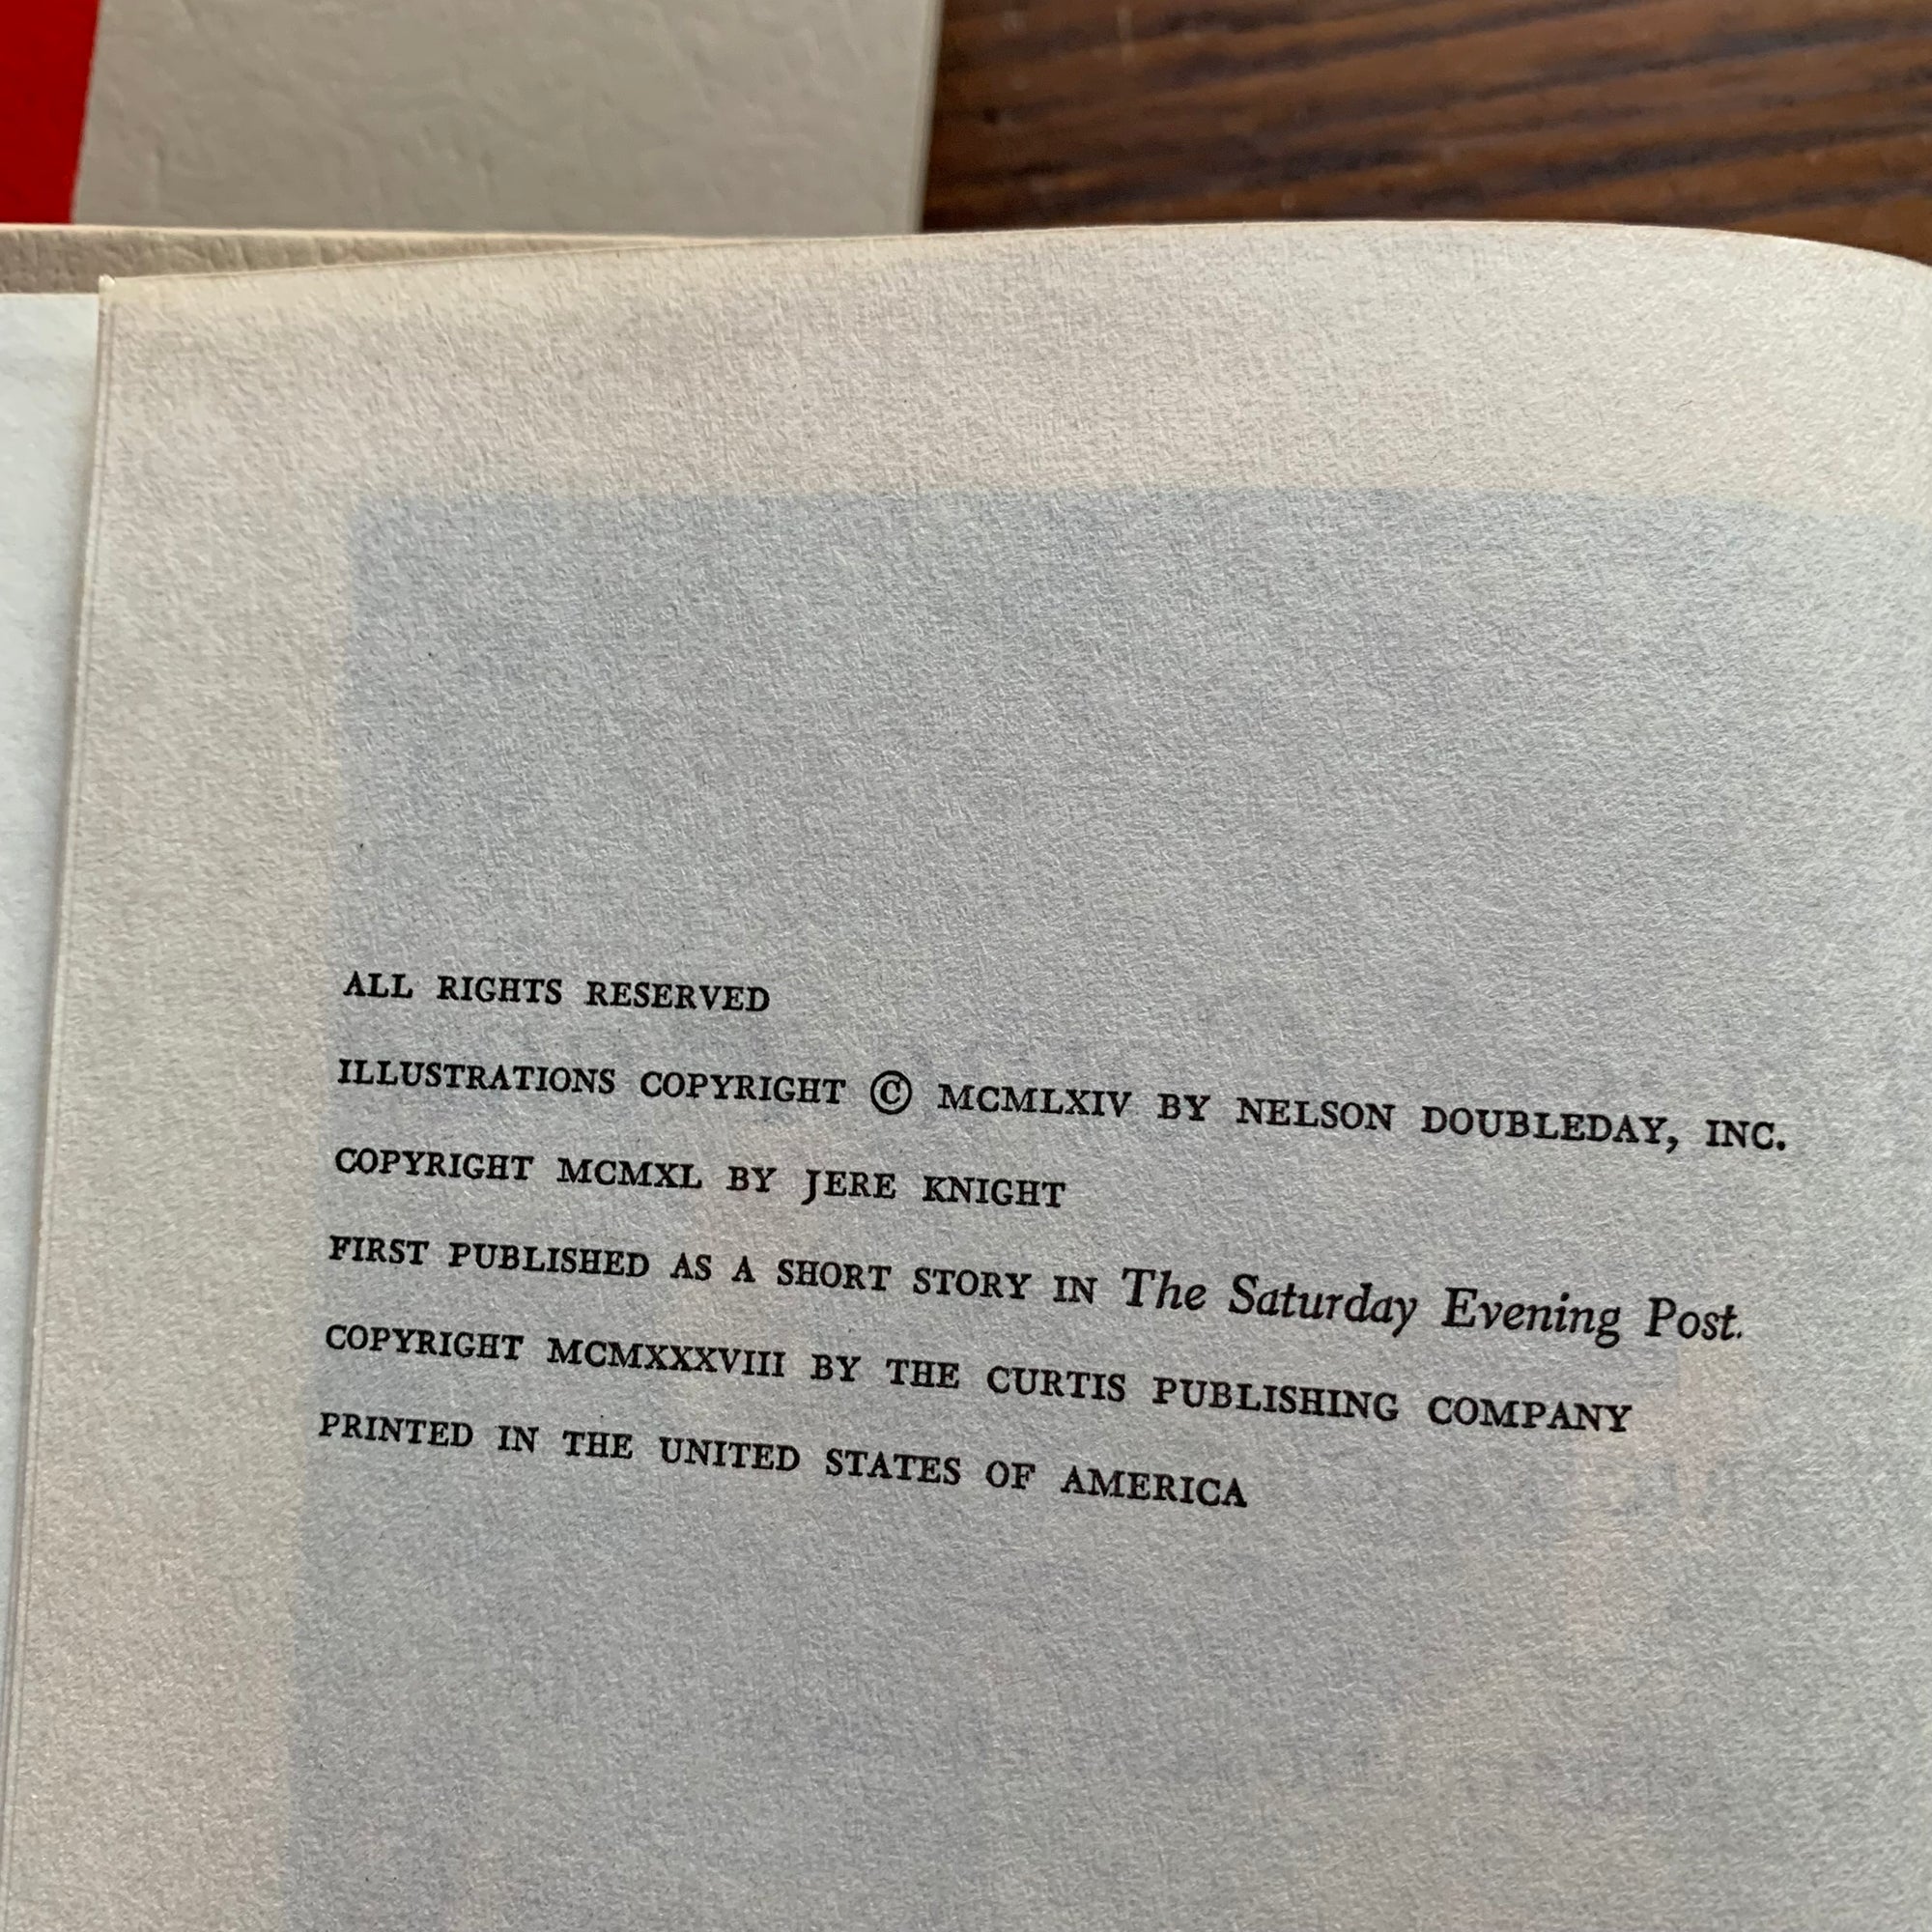 ALL RIGHTS RESERVED
ILLUSTRATIONS COPYRIGHT © MCMLXIV BY NELSON DOUBLEDAY, INC.
COPYRIGHT MCMXL BY JERE KNIGHT
FIRST PUBLISHED AS A SHORT STORY IN The Saturday Evening Post.
COPYRIGHT MCMXXXVIII BY THE CURTIS PUBLISHING COMPANY
PRINTED IN THE UNITED STATES OF AMERICA